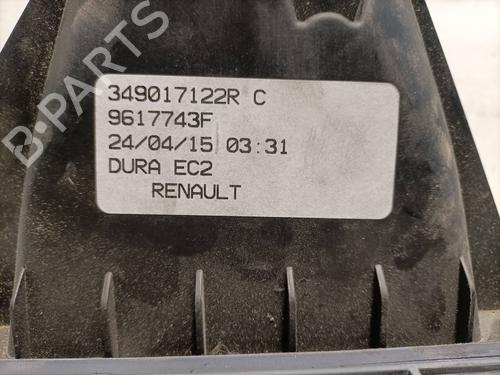 B-PARTS
349017122R C
9617743F
24/04/15 03:31
DURA EC2
RENAULT